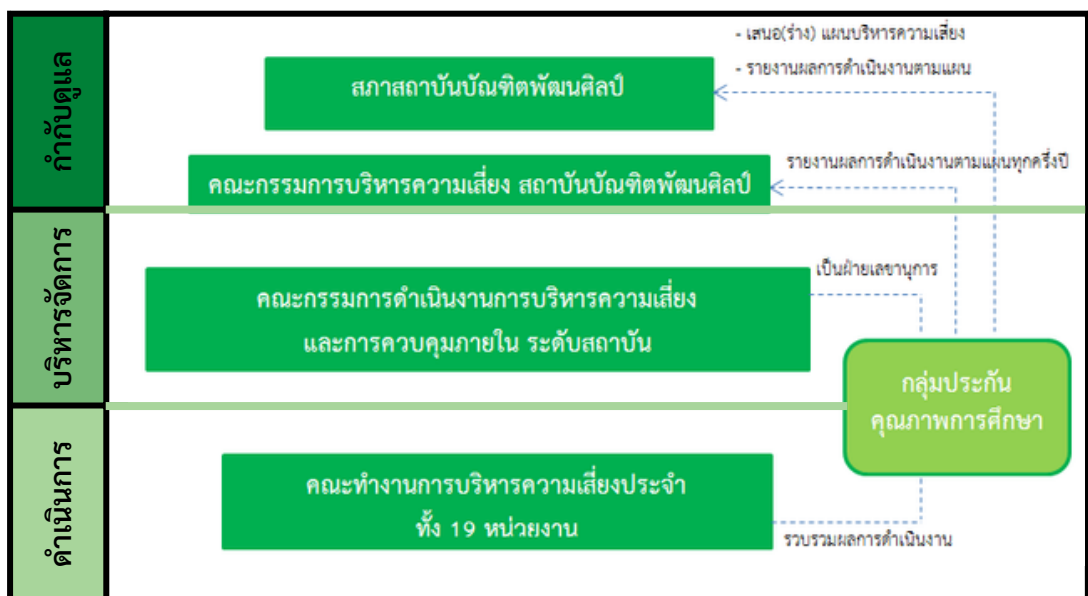 กำกับดูแล
- เสนอ(ร่าง) แผนบริหารความเสี่ยง
- รายงานผลการดำเนินงานตามแผน
สภาสถาบันบัณฑิตพัฒนศิลป์
รายงานผลการดำเนินงานตามแผนทุกครึ่งปี
คณะกรรมการบริหารความเสี่ยง สถาบันบัณฑิตพัฒนศิลป์
บริหารจัดการ
เป็นฝ่ายเลขานุการ
คณะกรรมการดำเนินงานการบริหารความเสี่ยง
และการควบคุมภายใน ระดับสถาบัน
กลุ่มประกัน
คุณภาพการศึกษา
ดำเนินการ
คณะทำงานการบริหารความเสี่ยงประจำ
ทั้ง 19 หน่วยงาน
รวบรวมผลการดำเนินงาน